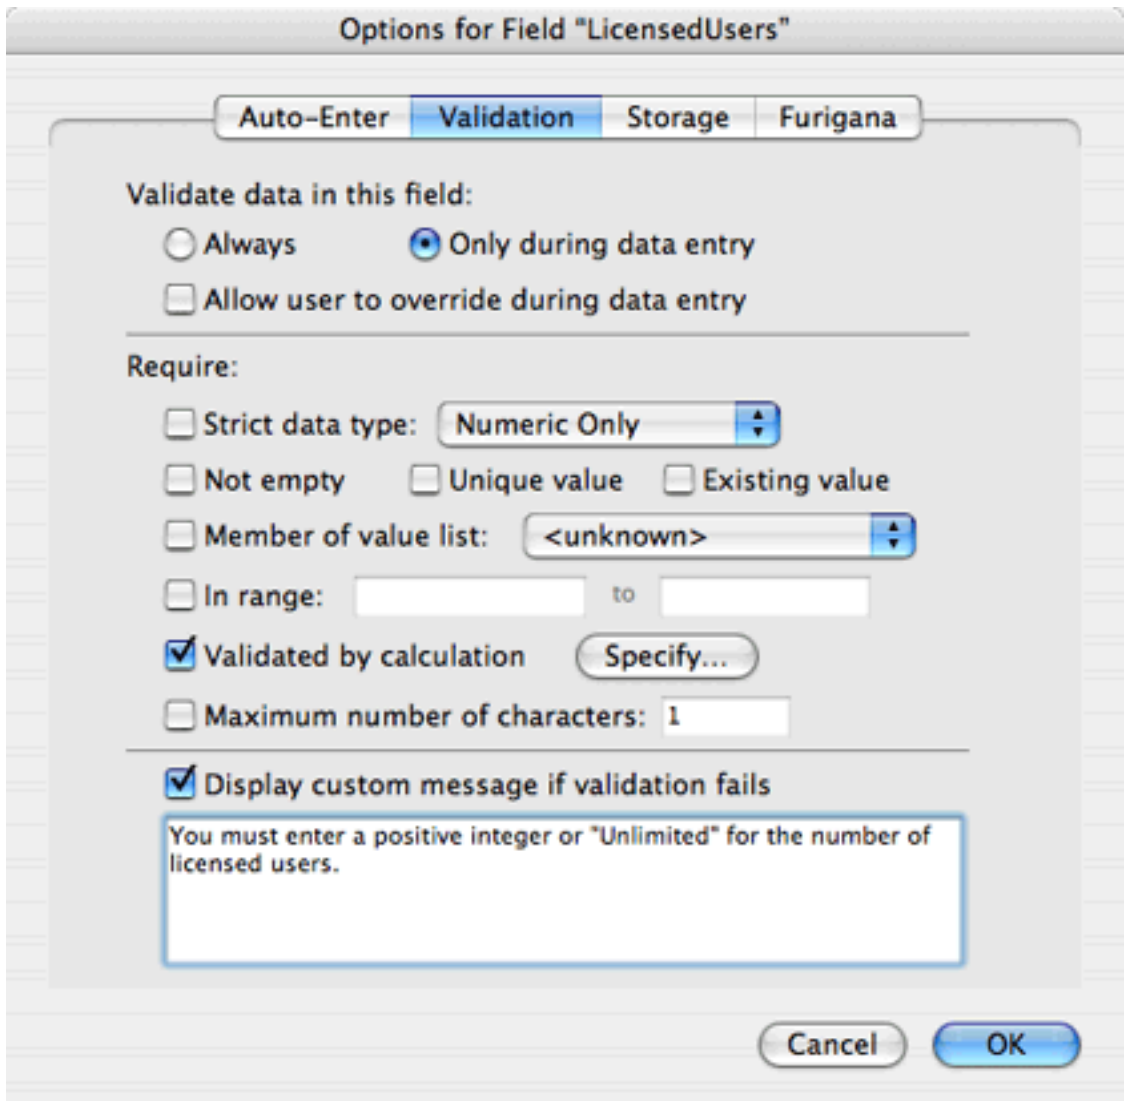 Options for Field “LicensedUsers”
Auto-Enter Validation Storage Furigana
Validate data in this field:
Always Only during data entry
Allow user to override during data entry
Require:
Strict data type: Numeric Only
Not empty Unique value Existing value
Member of value list: <unknown>
In range: to
Validated by calculation Specify...
Maximum number of characters: 1
Display custom message if validation fails
You must enter a positive integer or "Unlimited" for the number of
licensed users.
Cancel OK